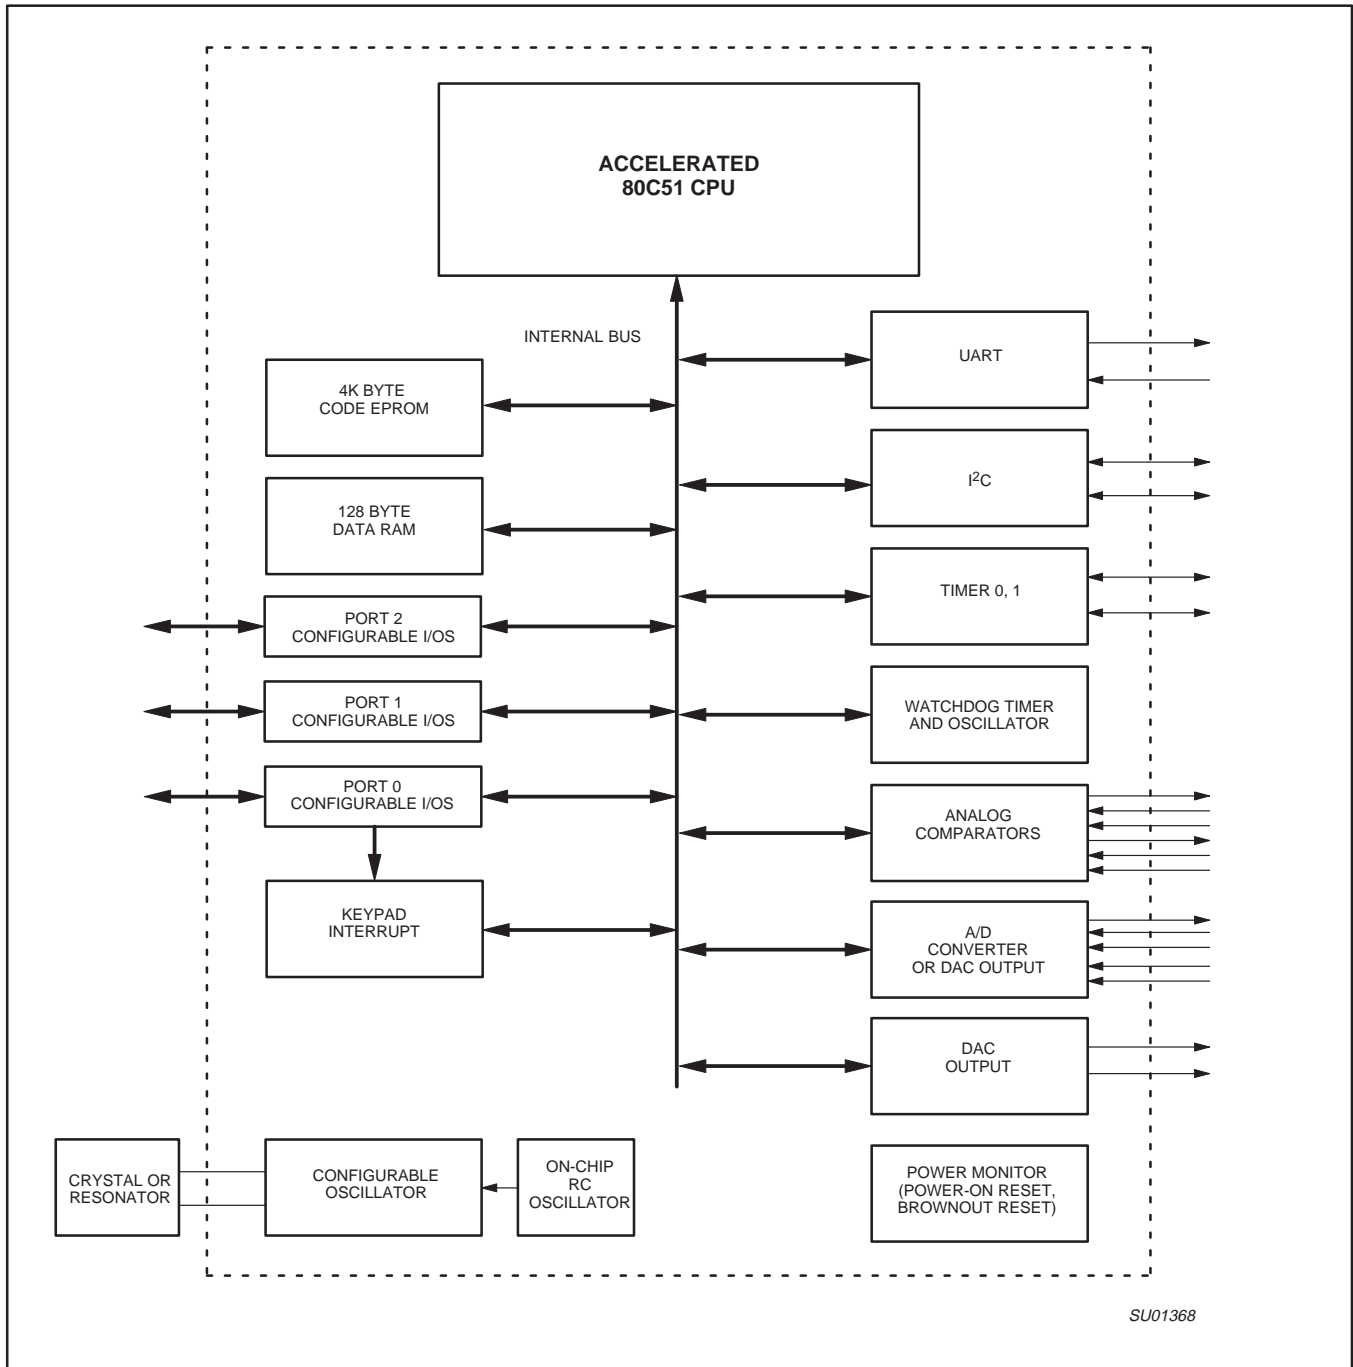 ACCELERATED
80C51 CPU
INTERNAL BUS
4K BYTE
CODE EPROM
128 BYTE
DATA RAM
PORT 2
CONFIGURABLE I/OS
PORT 1
CONFIGURABLE I/OS
PORT 0
CONFIGURABLE I/OS
KEYPAD
INTERRUPT
UART
I²C
TIMER 0, 1
WATCHDOG TIMER
AND OSCILLATOR
ANALOG
COMPARATORS
A/D
CONVERTER
OR DAC OUTPUT
DAC
OUTPUT
CRYSTAL OR
RESONATOR
CONFIGURABLE
OSCILLATOR
ON-CHIP
RC
OSCILLATOR
POWER MONITOR
(POWER-ON RESET,
BROWNOUT RESET)
SU01368